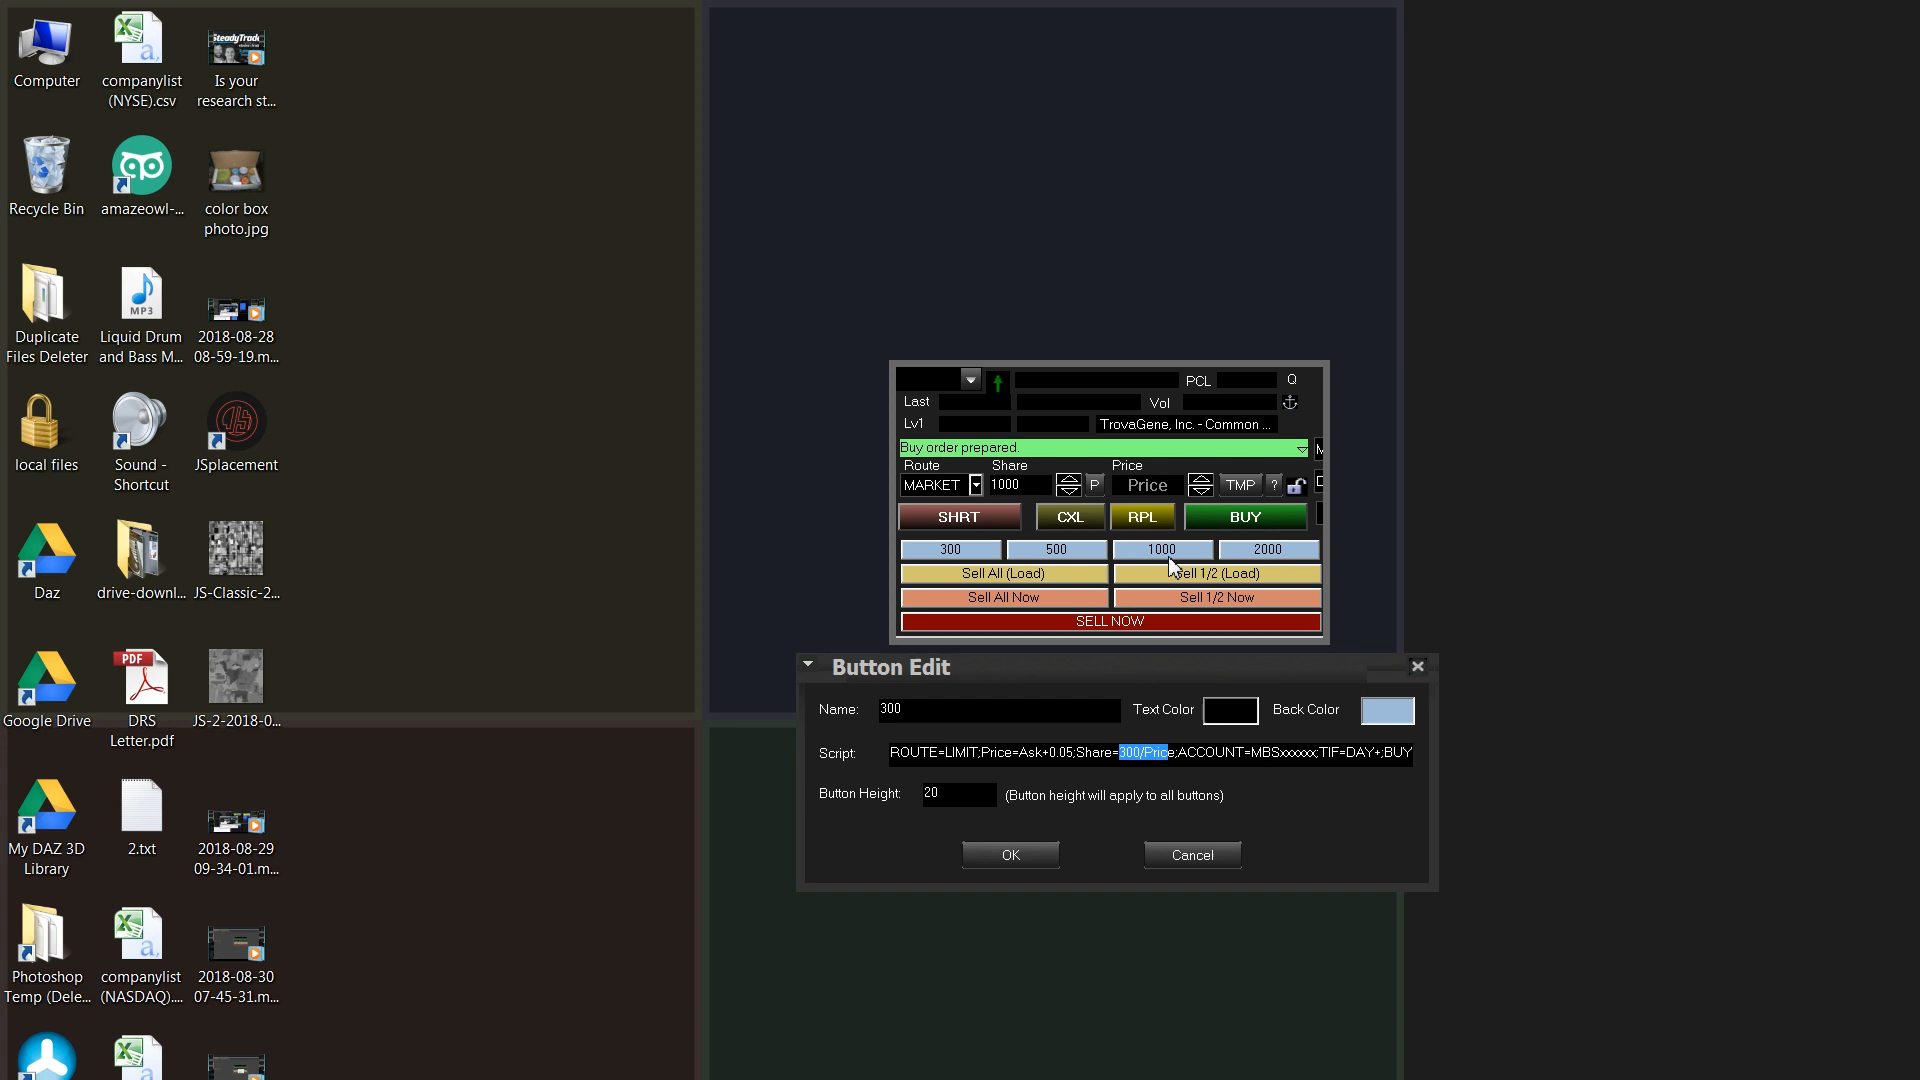 Computer
companylist
(NYSE).csv
Is your
research st...
Recycle Bin
amazeowl-...
color box
photo.jpg
Duplicate
Files Deleter
MP3
Liquid Drum
and Bass M...
2018-08-28
08-59-19.m...
local files
Sound -
Shortcut
JSplacement
Daz
drive-downl...
JS-Classic-2...
Google Drive
PDF
DRS
Letter.pdf
JS-2-2018-0...
My DAZ 3D
Library
2.txt
2018-08-29
09-34-01.m...
Photoshop
Temp (Dele...
companylist
(NASDAQ)....
2018-08-30
07-45-31.m...
PCL Q
Last Vol
Lv1 TrovaGene, Inc. - Common ...
Buy order prepared.
Route Share Price
MARKET 1000 P Price TMP ?
SHRT CXL RPL BUY
300 500 1000 2000
Sell All (Load) Sell 1/2 (Load)
Sell All Now Sell 1/2 Now
SELL NOW
Button Edit
Name: 300 Text Color Back Color
Script: ROUTE=LIMIT;Price=Ask+0.05;Share=300/Price;ACCOUNT=MBSxxxxxx;TIF=DAY+;BUY
Button Height: 20 (Button height will apply to all buttons)
OK Cancel